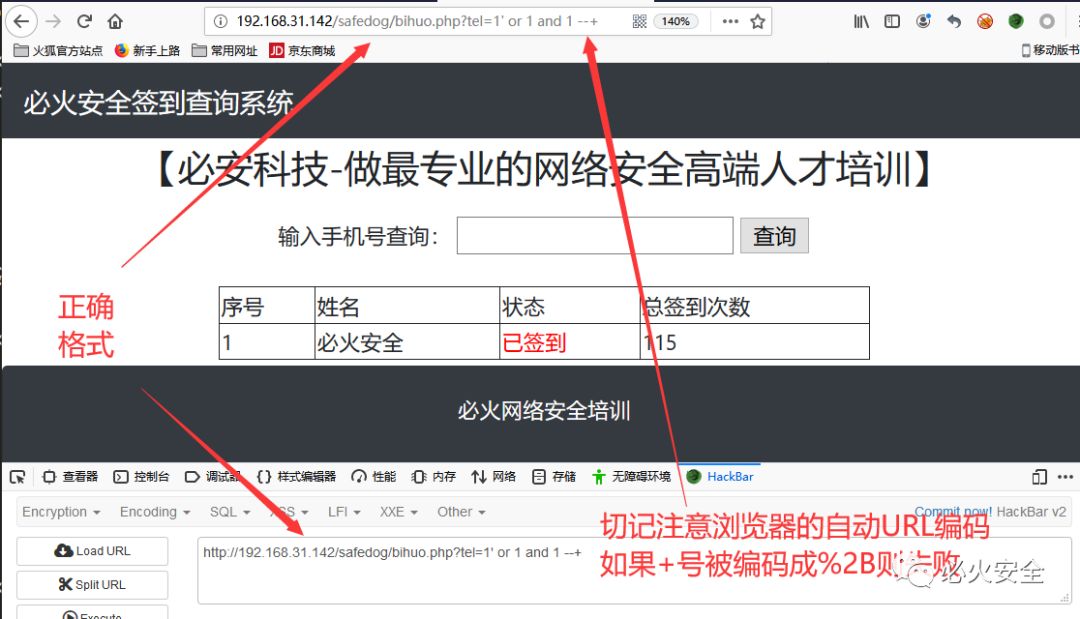 192.168.31.142/safedog/bihuo.php?tel=1' or 1 and 1 --+
140%
火狐官方站点 新手上路 常用网址 JD 京东商城 移动版书
必火安全签到查询系统
【必安科技-做最专业的网络安全高端人才培训】
输入手机号查询： 查询
正确
格式
序号 姓名 状态 总签到次数
1 必火安全 已签到 115
必火网络安全培训
查看器 控制台 调试器 {} 样式编辑器 性能 内存 网络 存储 无障碍环境 HackBar
Encryption Encoding SQL XSS LFI XXE Other Commit now! HackBar v2
Load URL
Split URL
Execute
http://192.168.31.142/safedog/bihuo.php?tel=1' or 1 and 1 --+
切记注意浏览器的自动URL编码
如果+号被编码成%2B则失败
必火安全